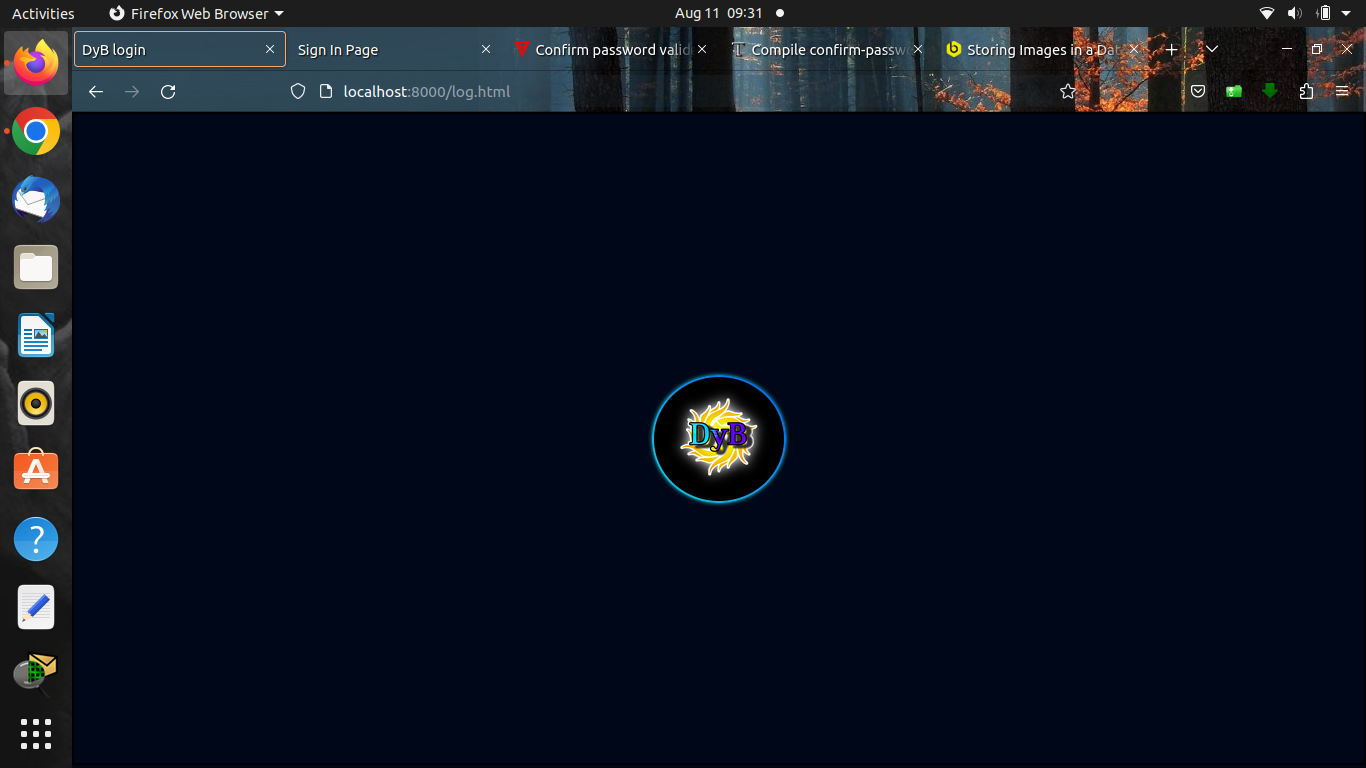 Activities Firefox Web Browser Aug 11 09:31
DyB login Sign In Page Confirm password valid Compile confirm-passw Storing Images in a Dat
localhost:8000/log.html
DyB